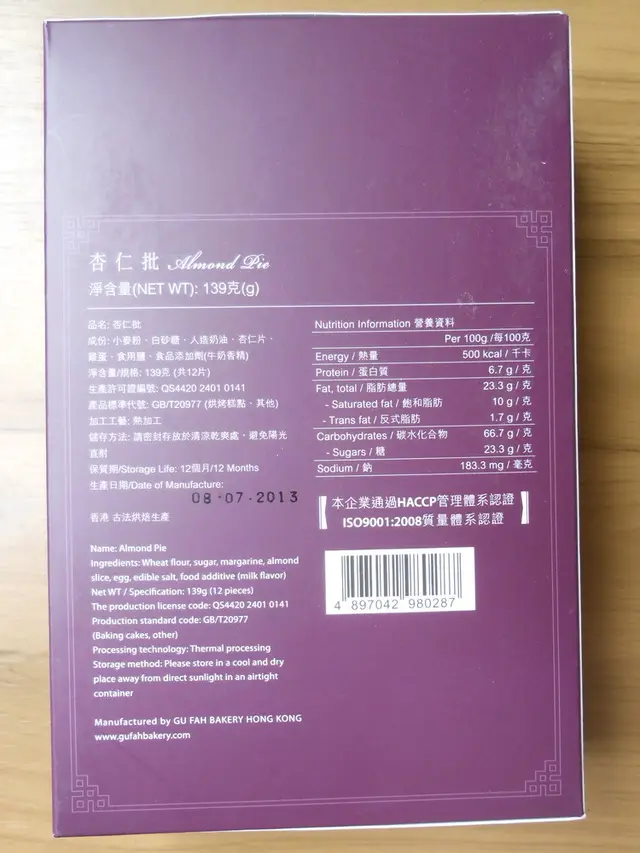 杏仁批 Almond Pie
淨含量(NET WT): 139克(g)
品名: 杏仁批
成份: 小麥粉、白砂糖、人造奶油、杏仁片、
雞蛋、食用鹽、食品添加劑(牛奶香精)
淨含量/規格: 139克 (共12片)
生產許可證編號: QS4420 2401 0141
產品標準代號: GB/T20977 (烘烤糕點、其他)
加工工藝: 熱加工
儲存方法: 請密封存放於清涼乾爽處，避免陽光
直射
保質期/Storage Life: 12個月/12 Months
生產日期/Date of Manufacture:
08·07·2013
香港 古法烘焙生產
Name: Almond Pie
Ingredients: Wheat flour, sugar, margarine, almond
slice, egg, edible salt, food additive (milk flavor)
Net WT / Specification: 139g (12 pieces)
The production license code: QS4420 2401 0141
Production standard code: GB/T20977
(Baking cakes, other)
Processing technology: Thermal processing
Storage method: Please store in a cool and dry
place away from direct sunlight in an airtight
container
Manufactured by GU FAH BAKERY HONG KONG
www.gufahbakery.com
Nutrition Information 營養資料
Per 100g /每100克
Energy / 熱量 500 kcal / 千卡
Protein / 蛋白質 6.7 g / 克
Fat, total / 脂肪總量 23.3 g / 克
- Saturated fat / 飽和脂肪 10 g / 克
- Trans fat / 反式脂肪 1.7 g / 克
Carbohydrates / 碳水化合物 66.7 g / 克
- Sugars / 糖 23.3 g / 克
Sodium / 鈉 183.3 mg / 毫克
本企業通過HACCP管理體系認證
ISO9001:2008質量體系認證
4 897042 980287